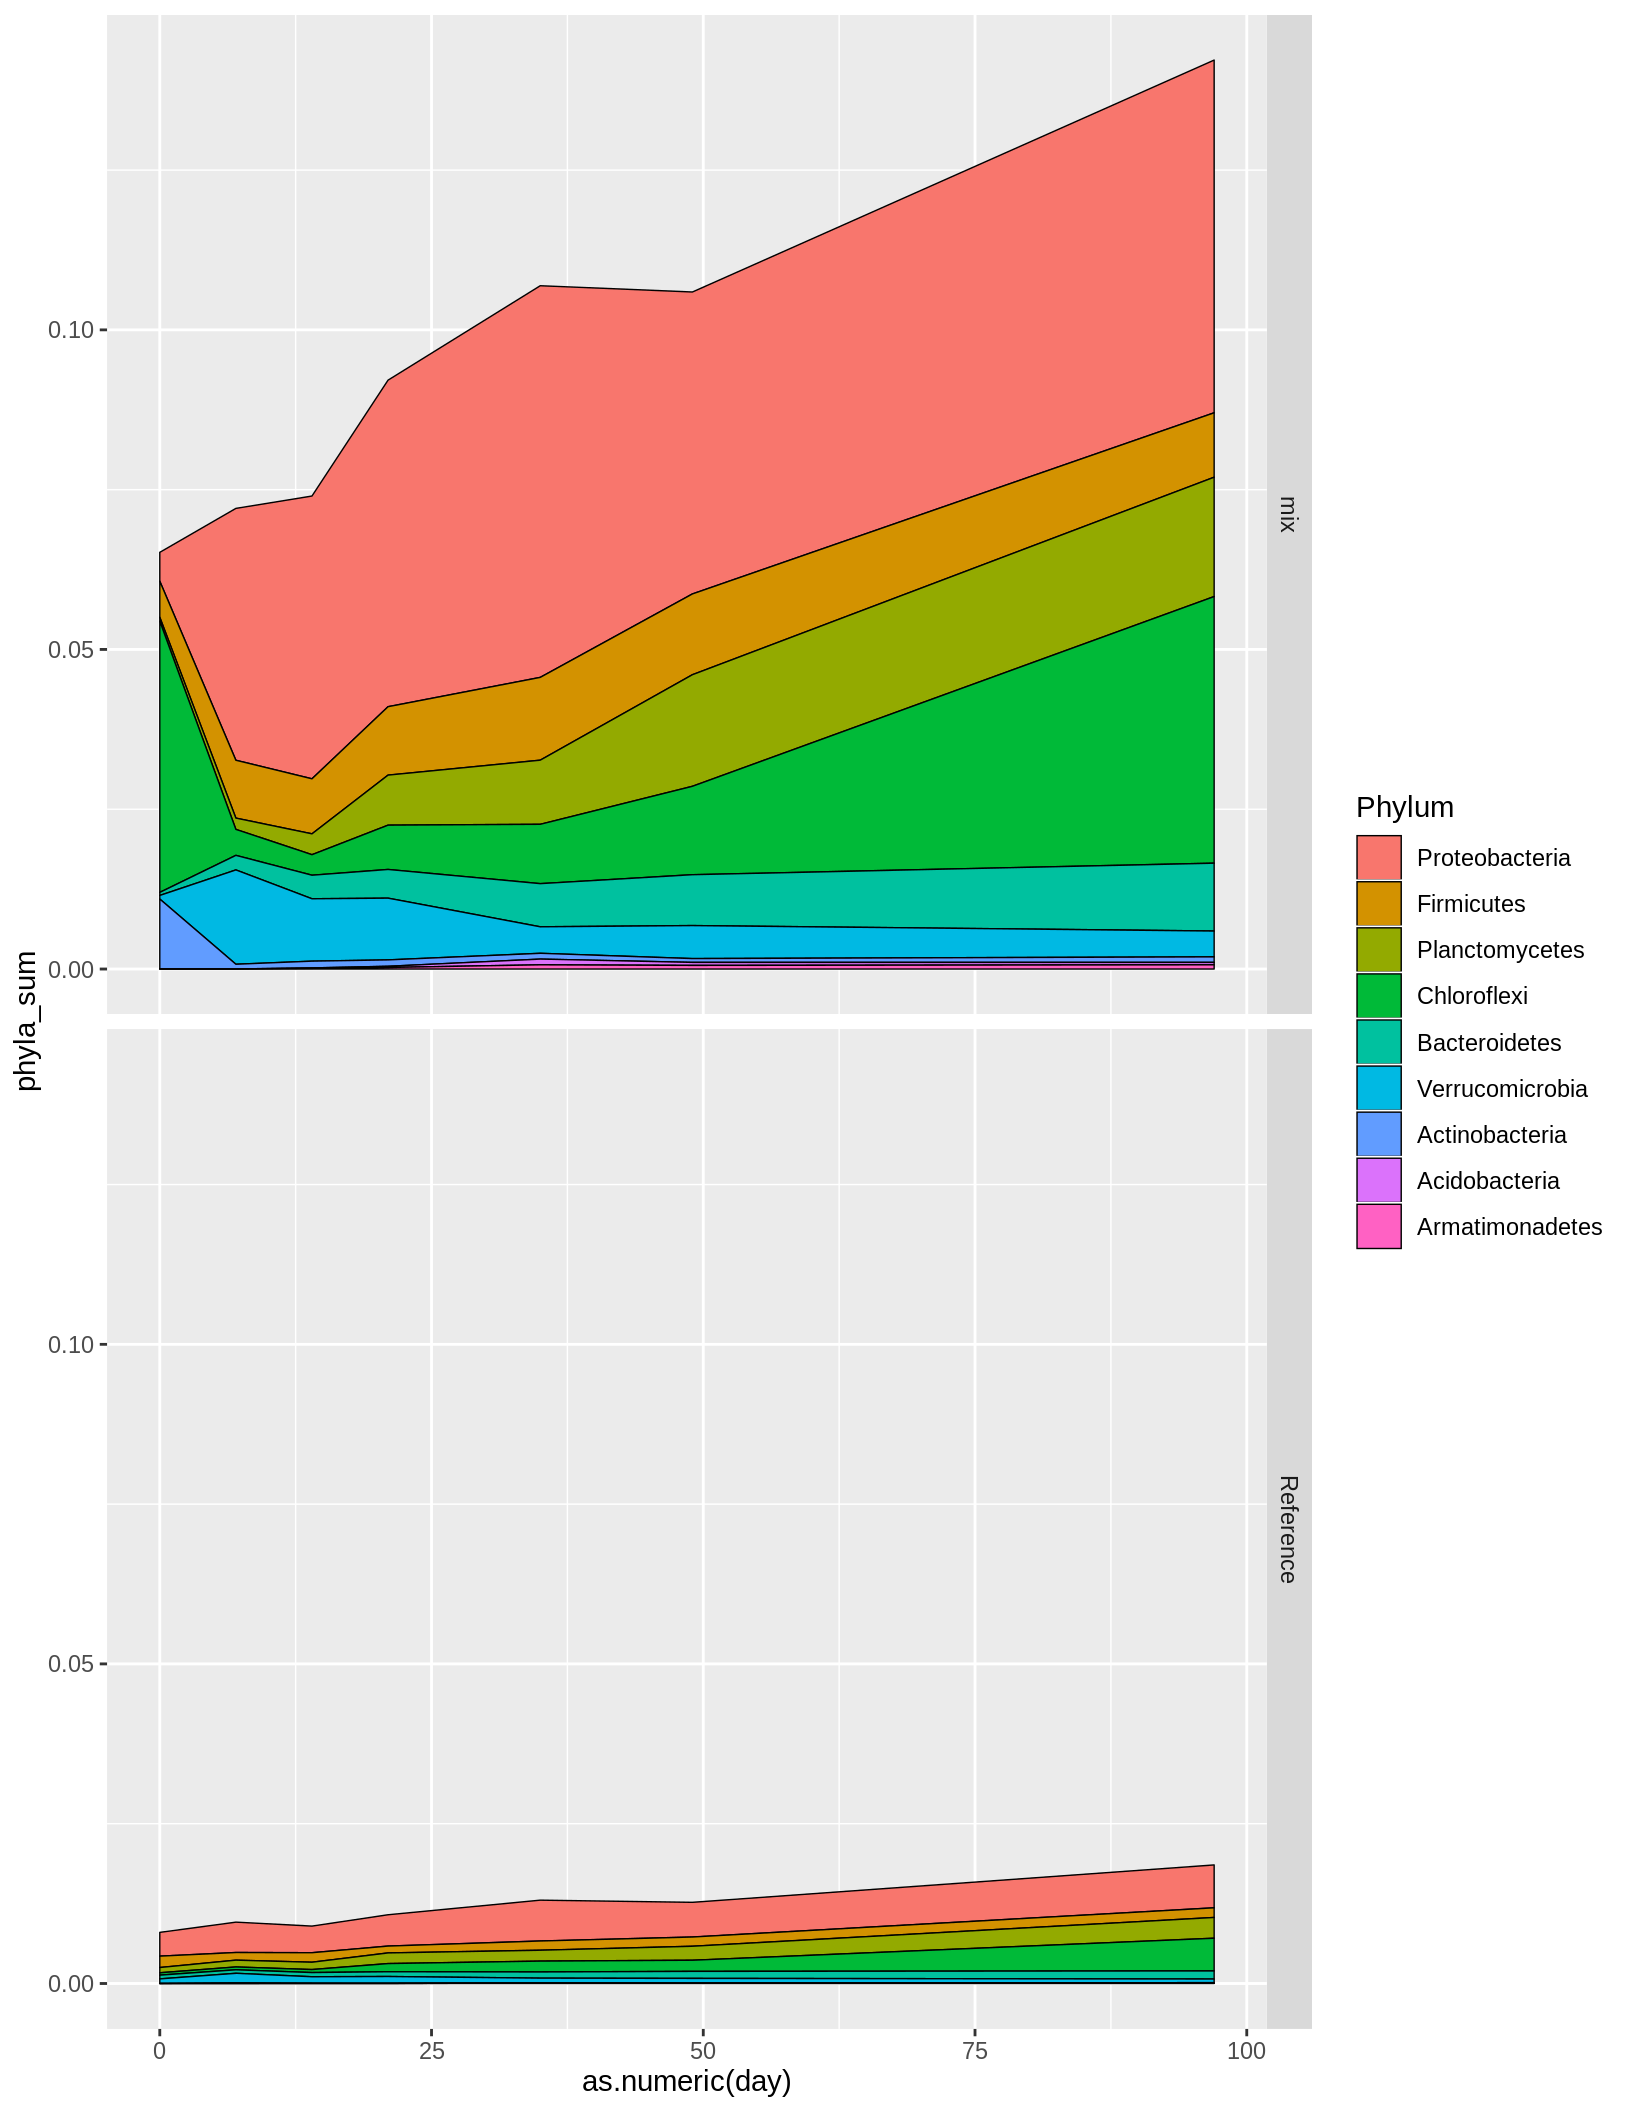 phyla_sum
0.10
0.05
0.00
mix
0.10
0.05
0.00
Reference
0
25
50
75
100
as.numeric(day)
Phylum
Proteobacteria
Firmicutes
Planctomycetes
Chloroflexi
Bacteroidetes
Verrucomicrobia
Actinobacteria
Acidobacteria
Armatimonadetes